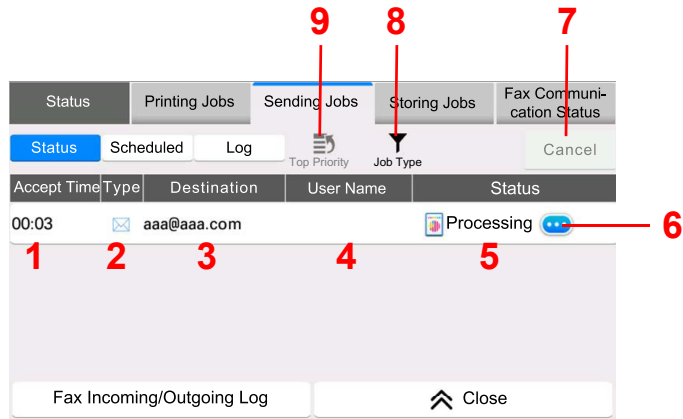 9 8 7
Status Printing Jobs Sending Jobs Storing Jobs Fax Communi-
cation Status
Status Scheduled Log Top Priority Job Type Cancel
Accept Time Type Destination User Name Status
00:03 aaa@aaa.com Processing 6
1 2 3 4 5
Fax Incoming/Outgoing Log Close